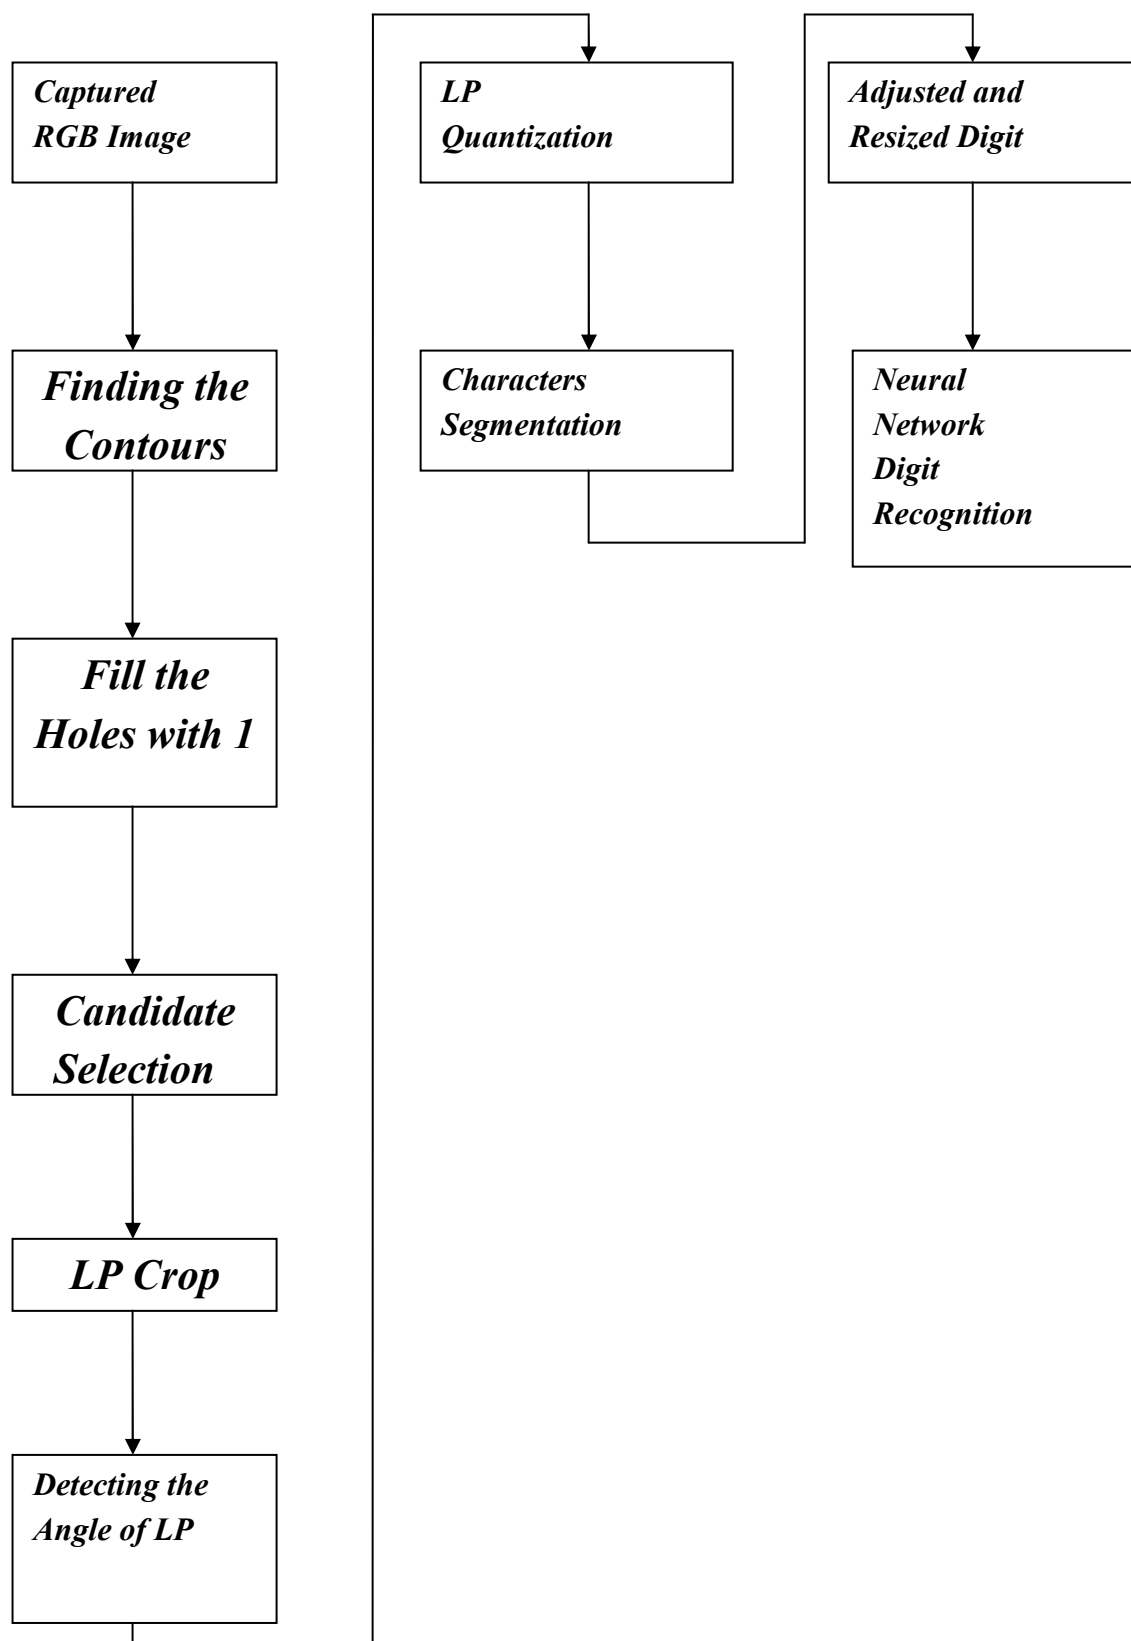 Captured
RGB Image
Finding the
Contours
Fill the
Holes with 1
Candidate
Selection
LP Crop
Detecting the
Angle of LP
LP
Quantization
Characters
Segmentation
Adjusted and
Resized Digit
Neural
Network
Digit
Recognition